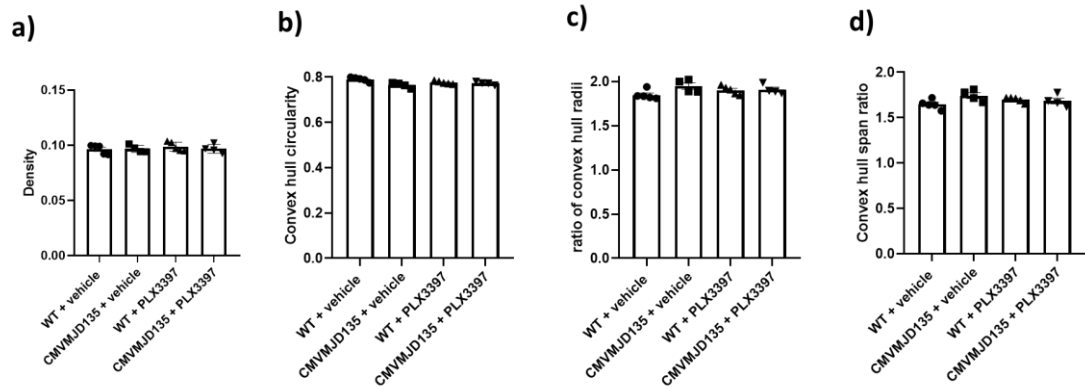 a)
Density
0.15
0.10
0.05
0.00
WT + vehicle
CMVMJD135 + vehicle
WT + PLX3397
CMVMJD135 + PLX3397
b)
Convex hull circularity
0.8
0.6
0.4
0.2
0.0
WT + vehicle
CMVMJD135 + vehicle
WT + PLX3397
CMVMJD135 + PLX3397
c)
ratio of convex hull radii
2.0
1.5
1.0
0.5
0.0
WT + vehicle
CMVMJD135 + vehicle
WT + PLX3397
CMVMJD135 + PLX3397
d)
Convex hull span ratio
2.0
1.5
1.0
0.5
0.0
WT + vehicle
CMVMJD135 + vehicle
WT + PLX3397
CMVMJD135 + PLX3397